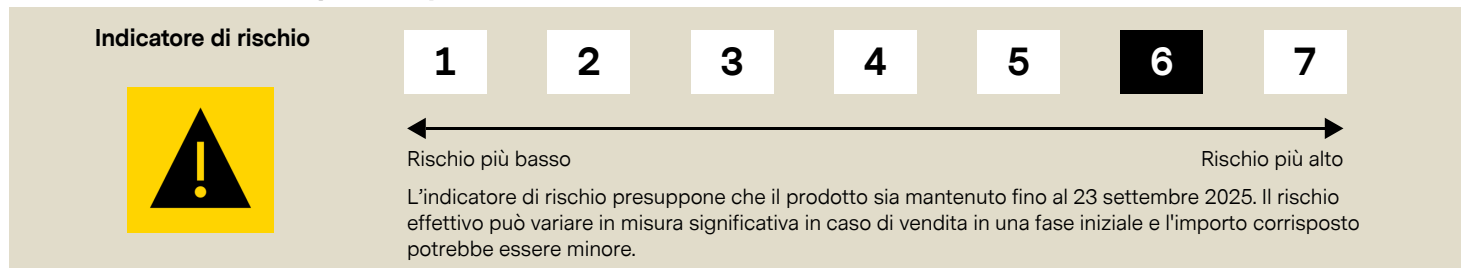 Indicatore di rischio
1 2 3 4 5 6 7
Rischio più basso Rischio più alto
L'indicatore di rischio presuppone che il prodotto sia mantenuto fino al 23 settembre 2025. Il rischio
effettivo può variare in misura significativa in caso di vendita in una fase iniziale e l'importo corrisposto
potrebbe essere minore.